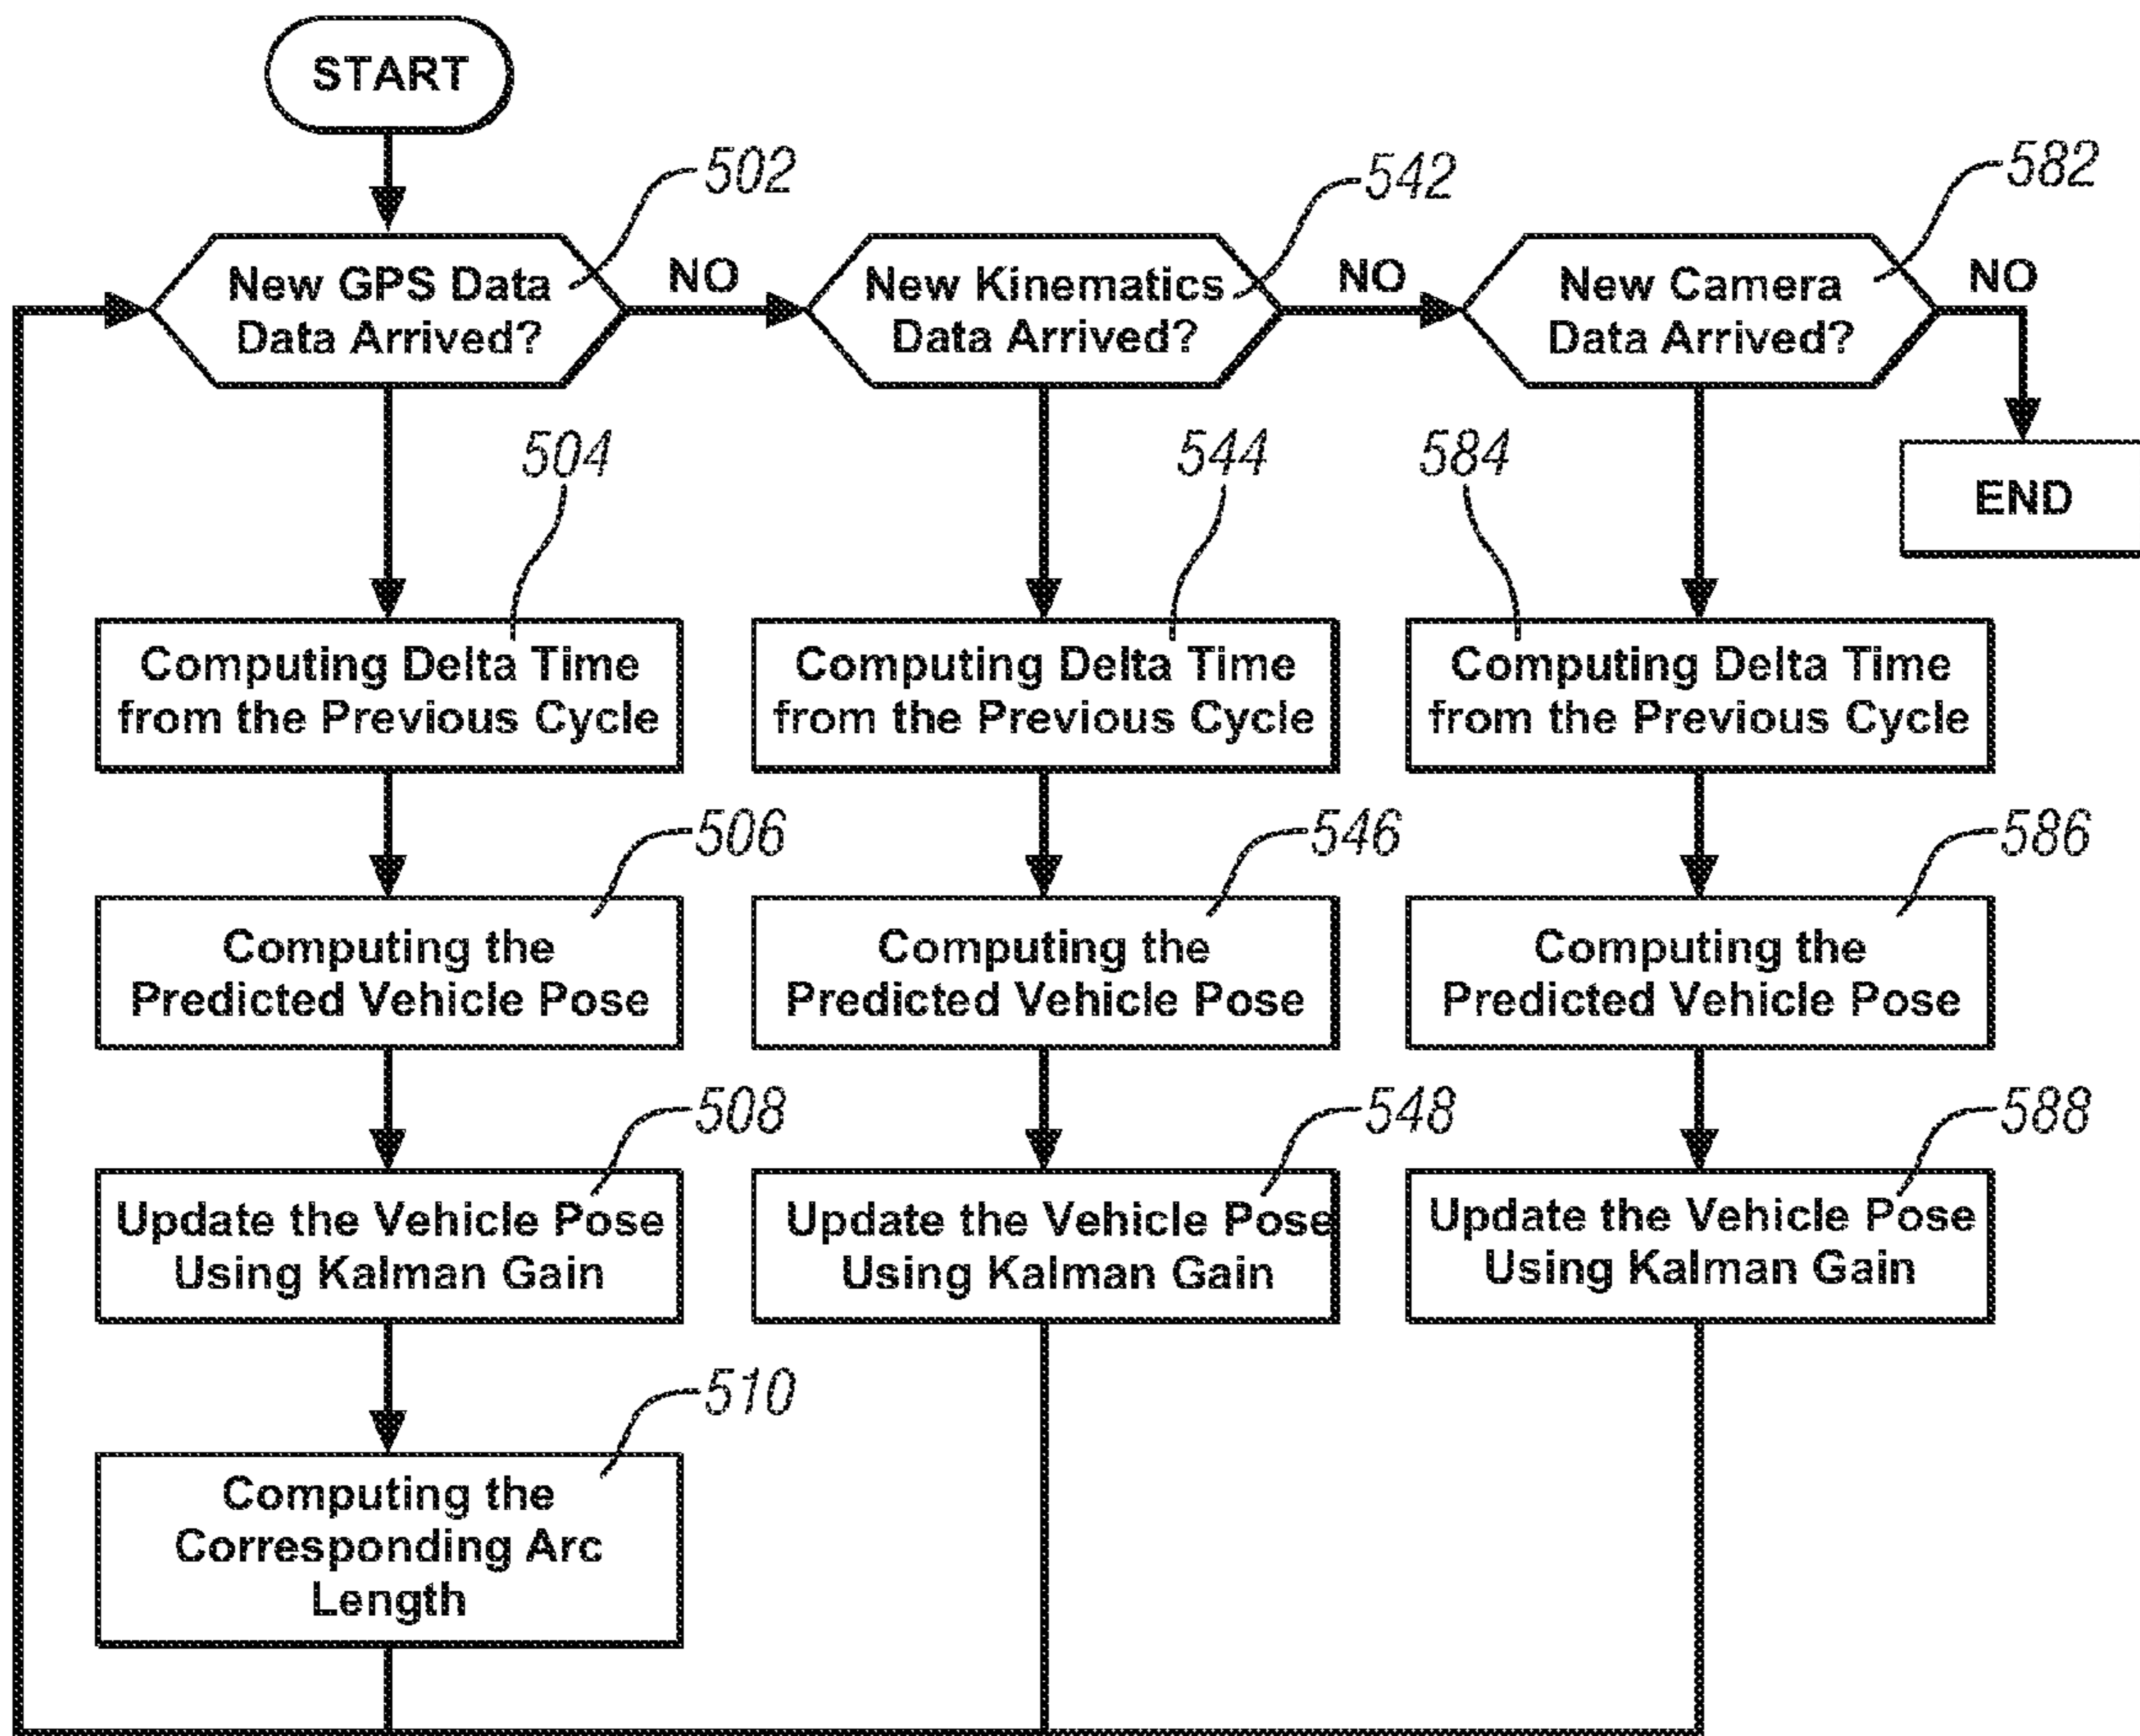 START
502
542
582
New GPS Data
Data Arrived?
NO
New Kinematics
Data Arrived?
NO
New Camera
Data Arrived?
NO
504
544
584
END
Computing Delta Time
from the Previous Cycle
Computing Delta Time
from the Previous Cycle
Computing Delta Time
from the Previous Cycle
506
546
586
Computing the
Predicted Vehicle Pose
Computing the
Predicted Vehicle Pose
Computing the
Predicted Vehicle Pose
508
548
588
Update the Vehicle Pose
Using Kalman Gain
Update the Vehicle Pose
Using Kalman Gain
Update the Vehicle Pose
Using Kalman Gain
510
Computing the
Corresponding Arc
Length